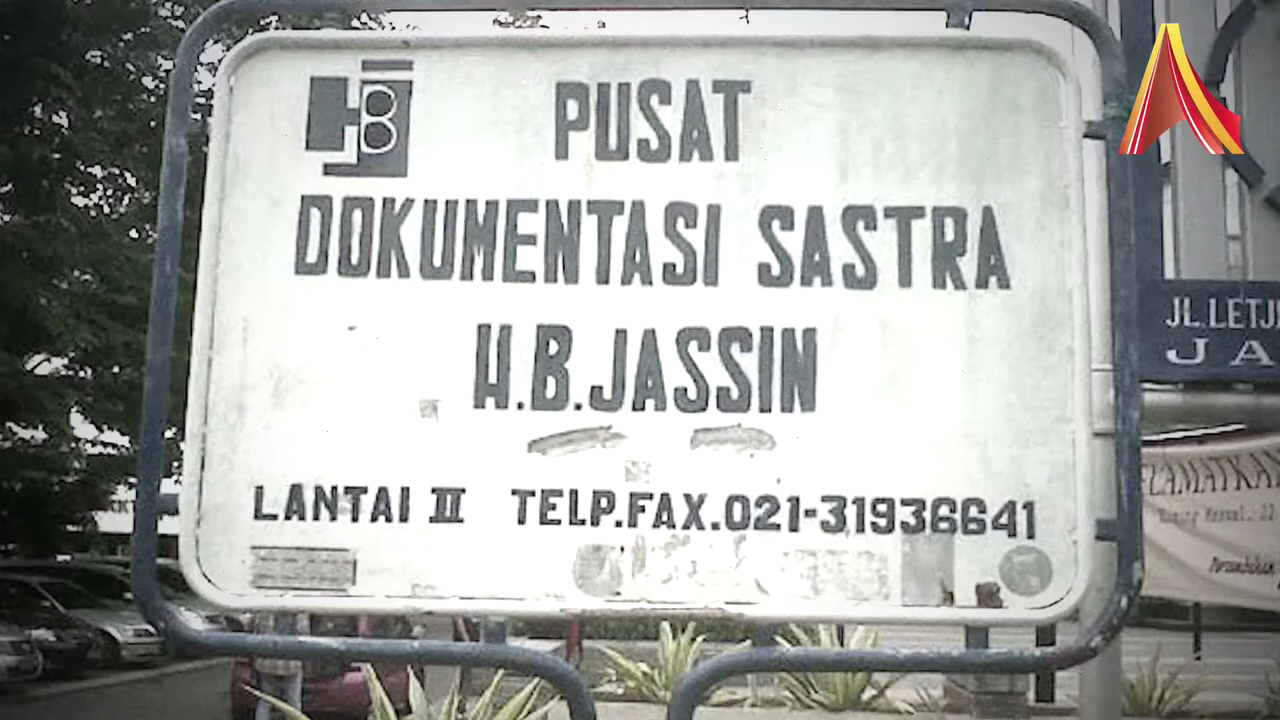 PUSAT
DOKUMENTASI SASTRA
H.B.JASSIN
LANTAI II TELP.FAX.021-31936641
JL.LETJ
JA